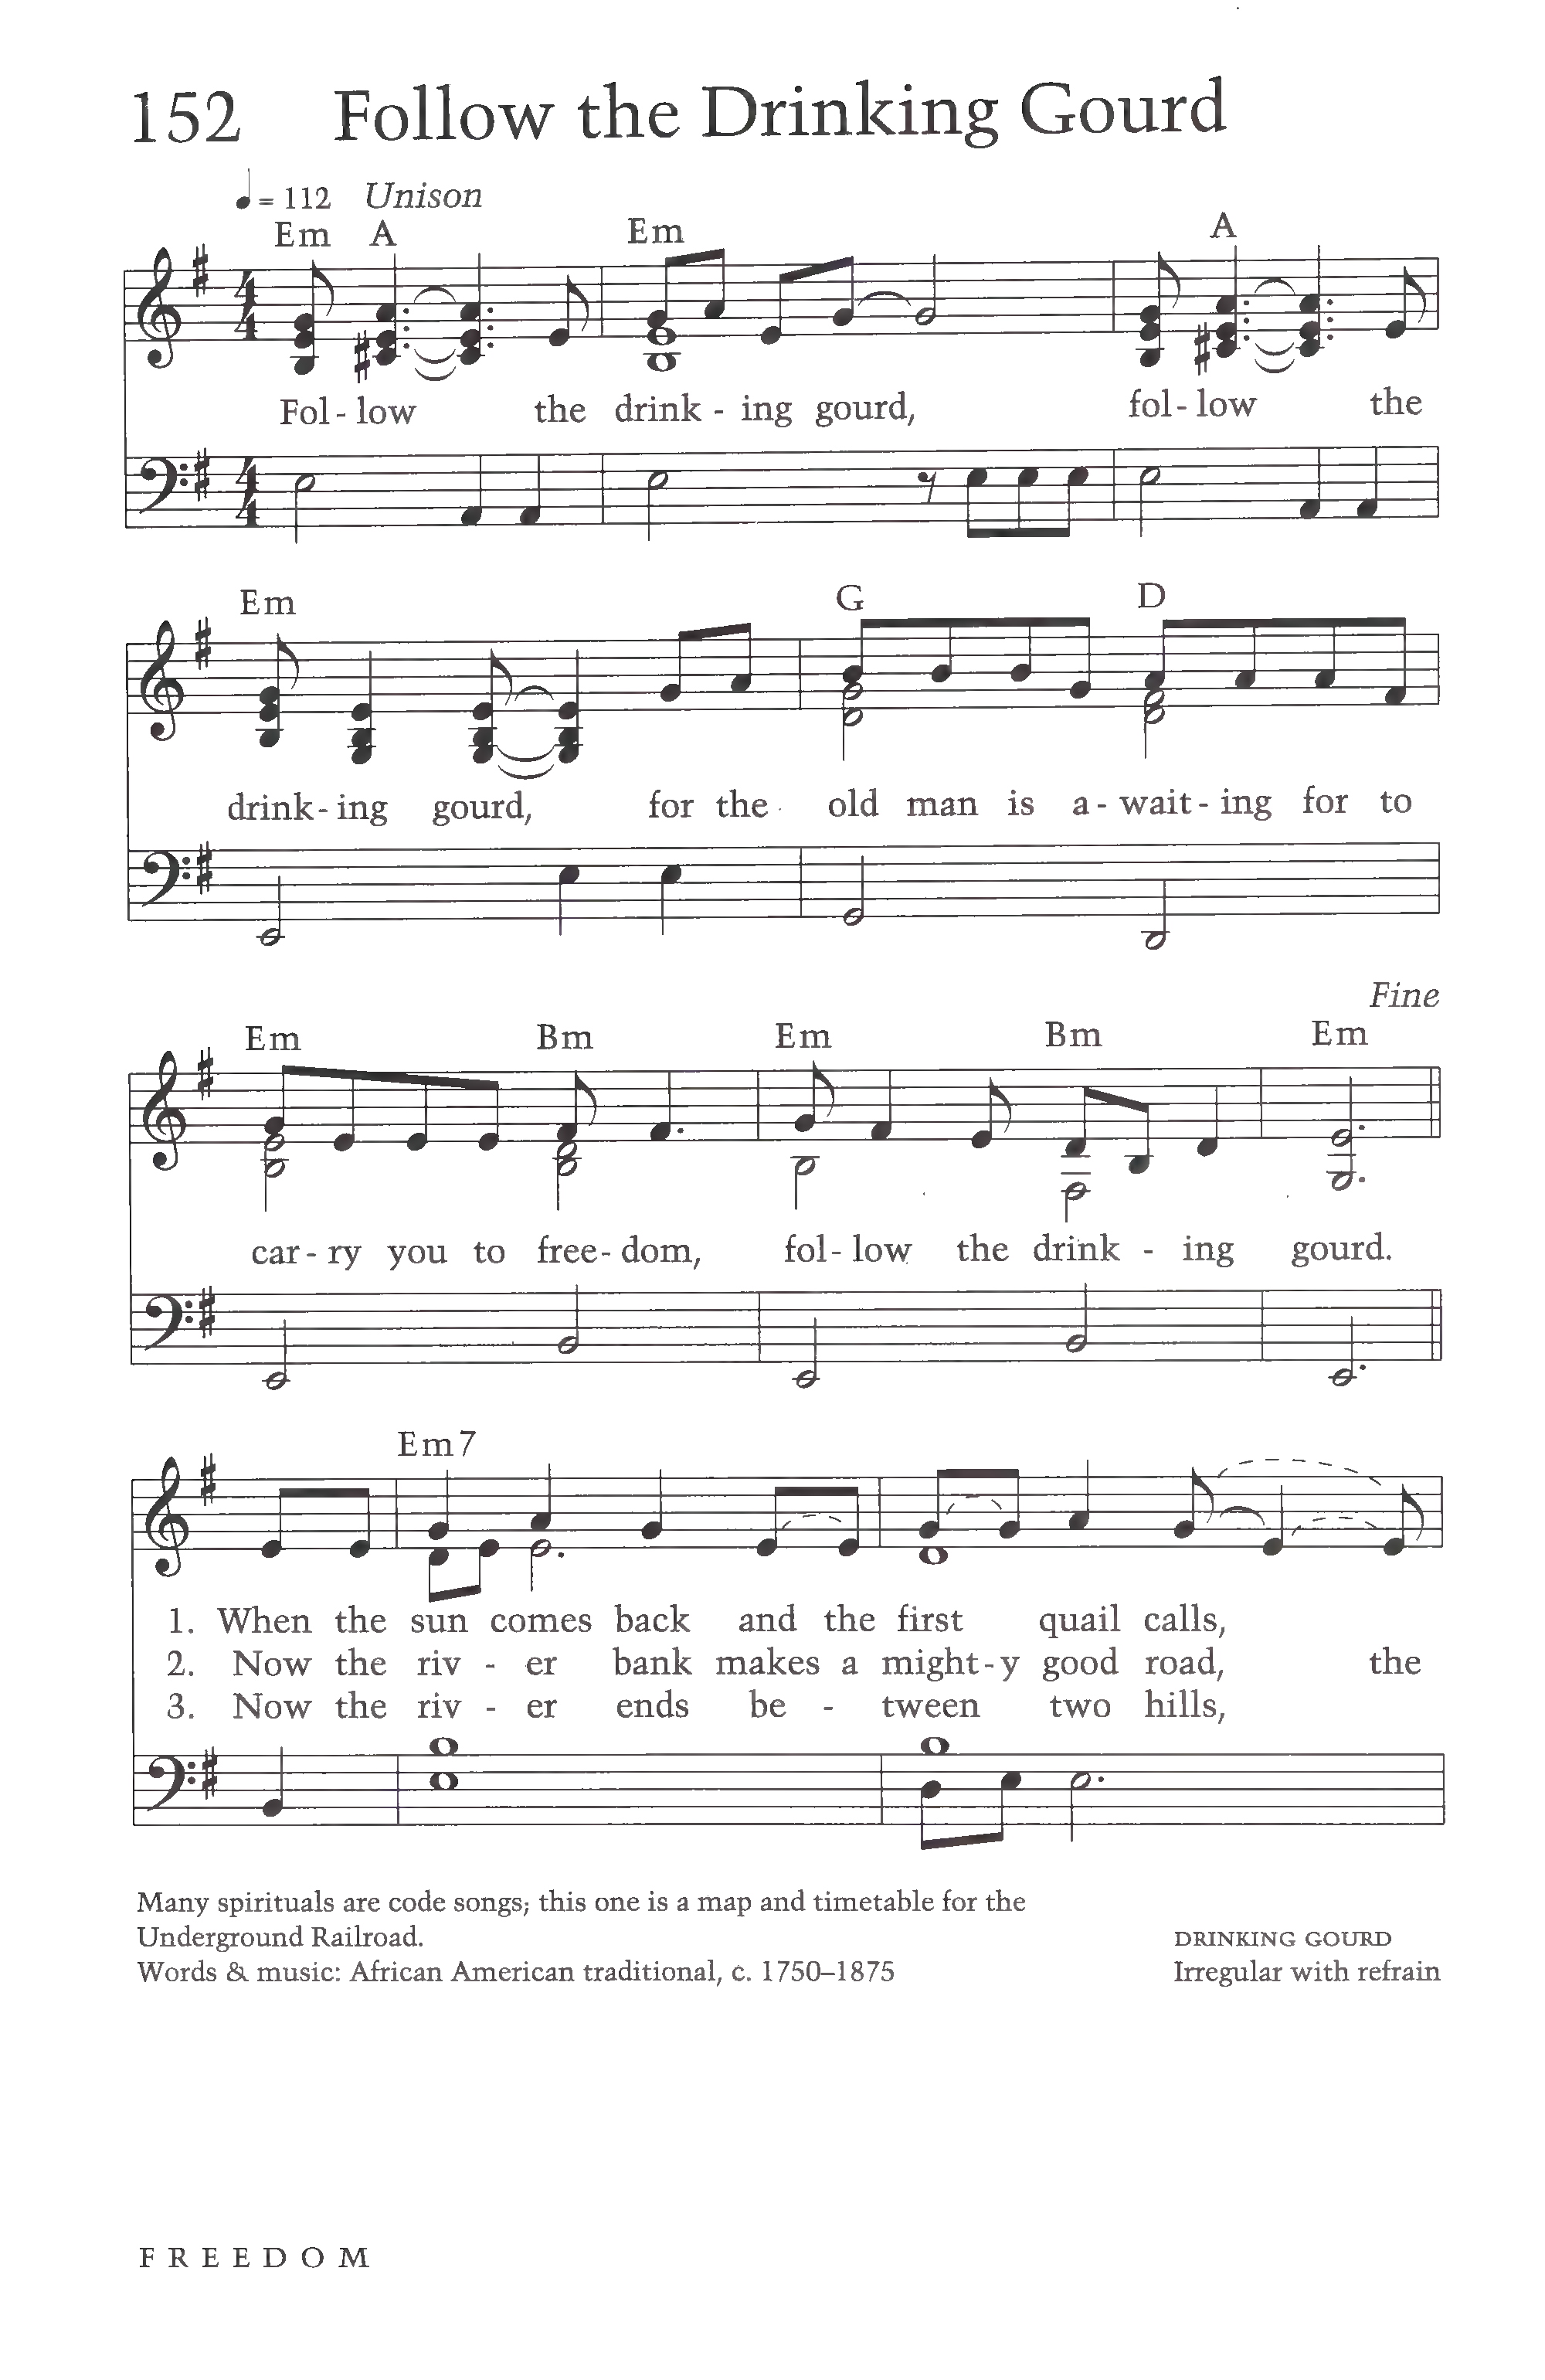 152 Follow the Drinking Gourd
= 112 Unison
Em A Em A
Fol - low the drink - ing gourd, fol - low the
Em G D
drink - ing gourd, for the old man is a - wait - ing for to
Fine
Em Bm Em Bm Em
car - ry you to free - dom, fol - low the drink - ing gourd.
Em7
1. When the sun comes back and the first quail calls,
2. Now the riv - er bank makes a might - y good road, the
3. Now the riv - er ends be - tween two hills,
Many spirituals are code songs; this one is a map and timetable for the
Underground Railroad.
Words & music: African American traditional, c. 1750–1875
DRINKING GOURD
Irregular with refrain
FREEDOM